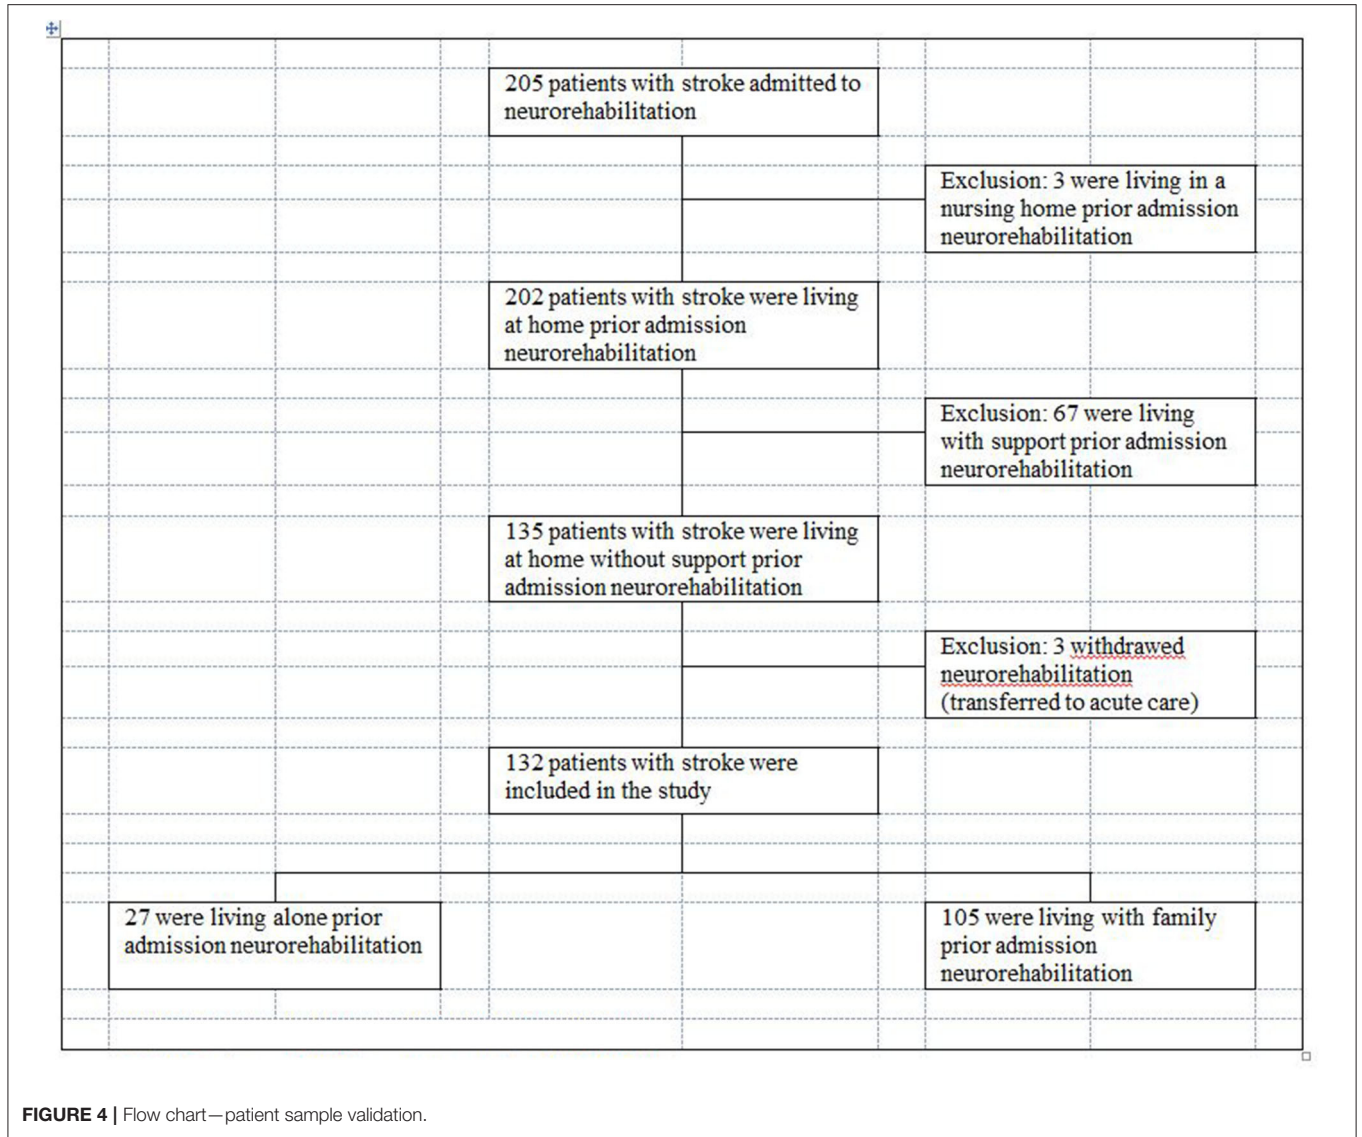 205 patients with stroke admitted to
neurorehabilitation
Exclusion: 3 were living in a
nursing home prior admission
neurorehabilitation
202 patients with stroke were living
at home prior admission
neurorehabilitation
Exclusion: 67 were living
with support prior admission
neurorehabilitation
135 patients with stroke were living
at home without support prior
admission neurorehabilitation
Exclusion: 3 withdrawed
neurorehabilitation
(transferred to acute care)
132 patients with stroke were
included in the study
27 were living alone prior
admission neurorehabilitation
105 were living with family
prior admission
neurorehabilitation
FIGURE 4 | Flow chart—patient sample validation.